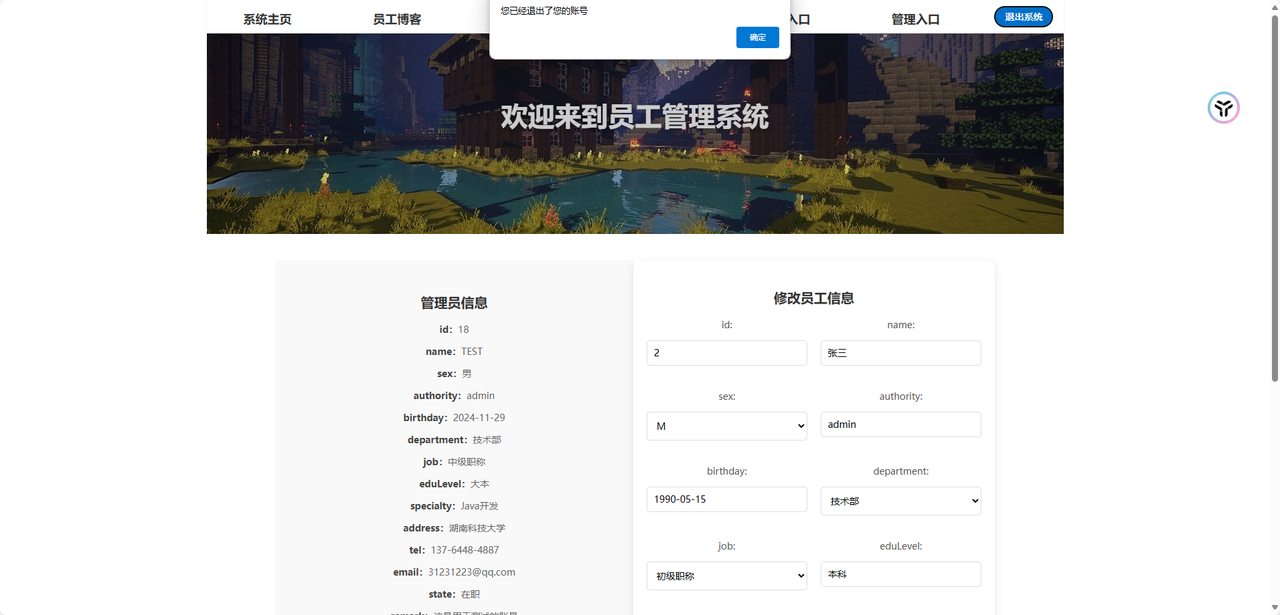 系统主页 员工博客 入口 管理入口 退出系统
您已经退出了您的账号
确定
欢迎来到员工管理系统
管理员信息
id: 18
name: TEST
sex: 男
authority: admin
birthday: 2024-11-29
department: 技术部
job: 中级职称
eduLevel: 大本
specialty: Java开发
address: 湖南科技大学
tel: 137-6448-4887
email: 31231223@qq.com
state: 在职
修改员工信息
id: name:
2 张三
sex: authority:
M admin
birthday: department:
1990-05-15 技术部
job: eduLevel:
初级职称 本科